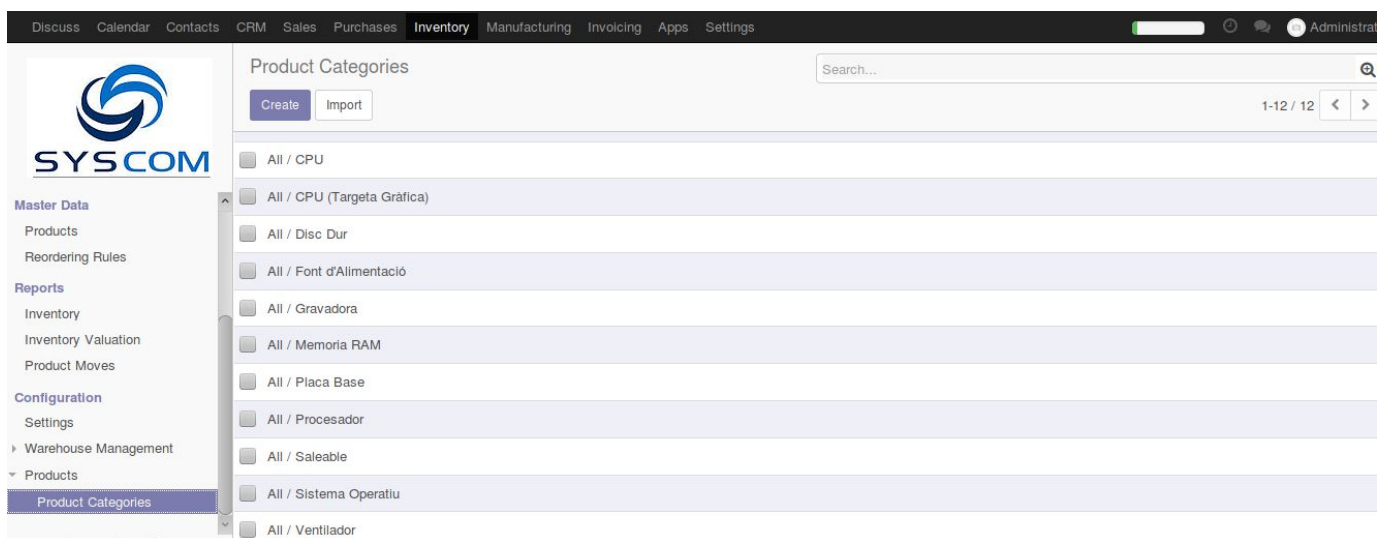 Discuss Calendar Contacts CRM Sales Purchases Inventory Manufacturing Invoicing Apps Settings Administrat
SYSCOM
Product Categories
Search...
Create Import
1-12 / 12
Master Data
Products
Reordering Rules
Reports
Inventory
Inventory Valuation
Product Moves
Configuration
Settings
Warehouse Management
Products
Product Categories
All / CPU
All / CPU (Targeta Gràfica)
All / Disc Dur
All / Font d'Alimentació
All / Gravadora
All / Memoria RAM
All / Placa Base
All / Procesador
All / Saleable
All / Sistema Operatiu
All / Ventilador